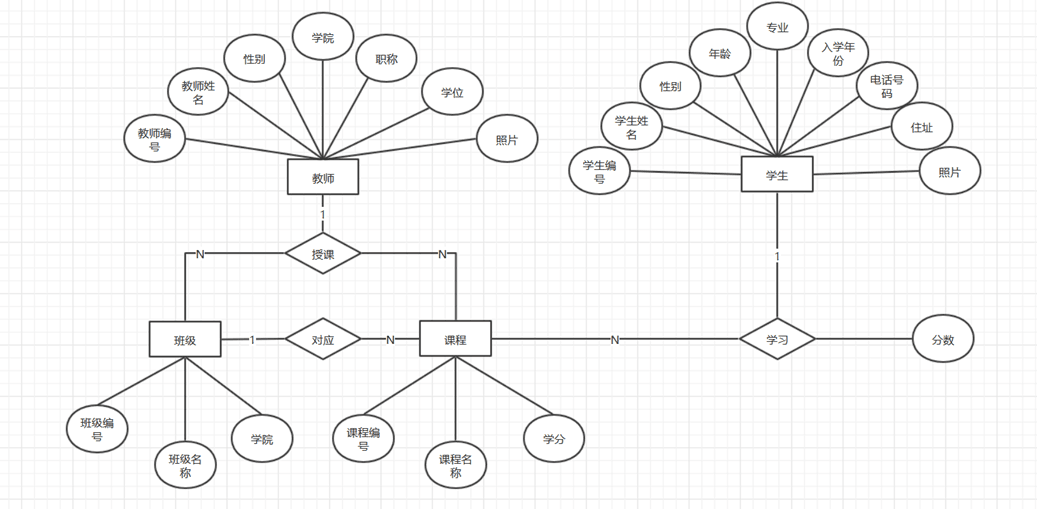 专业
学院
入学年
份
性别
职称
年龄
教师姓
名
学位
性别
电话号
码
教师编
号
照片
学生姓
名
住址
学生编
号
照片
教师
学生
1
N
授课
N
1
班级
1
对应
N
课程
N
学习
分数
班级编
号
学院
课程编
号
学分
班级名
称
课程名
称